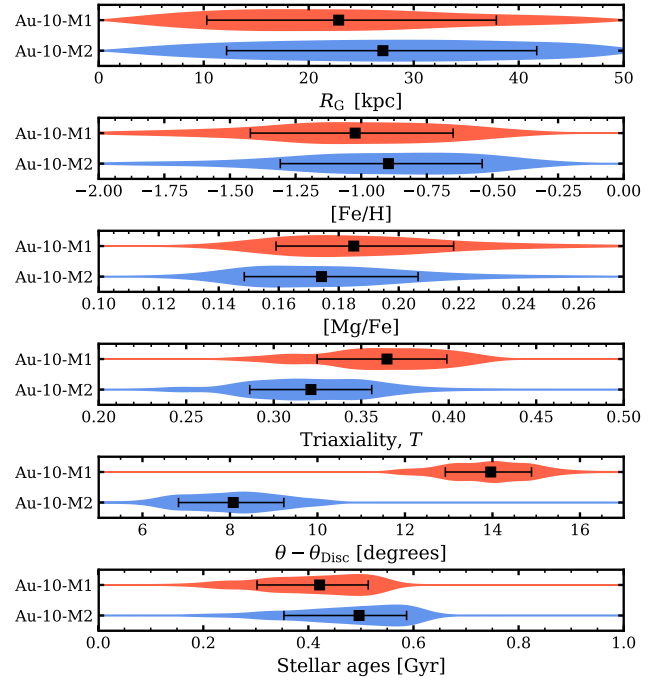 Au-10-M1
Au-10-M2
0 10 20 30 40 50
R_G [kpc]
Au-10-M1
Au-10-M2
−2.00 −1.75 −1.50 −1.25 −1.00 −0.75 −0.50 −0.25 0.00
[Fe/H]
Au-10-M1
Au-10-M2
0.10 0.12 0.14 0.16 0.18 0.20 0.22 0.24 0.26
[Mg/Fe]
Au-10-M1
Au-10-M2
0.20 0.25 0.30 0.35 0.40 0.45 0.50
Triaxiality, T
Au-10-M1
Au-10-M2
6 8 10 12 14 16
θ − θ_Disc [degrees]
Au-10-M1
Au-10-M2
0.0 0.2 0.4 0.6 0.8 1.0
Stellar ages [Gyr]